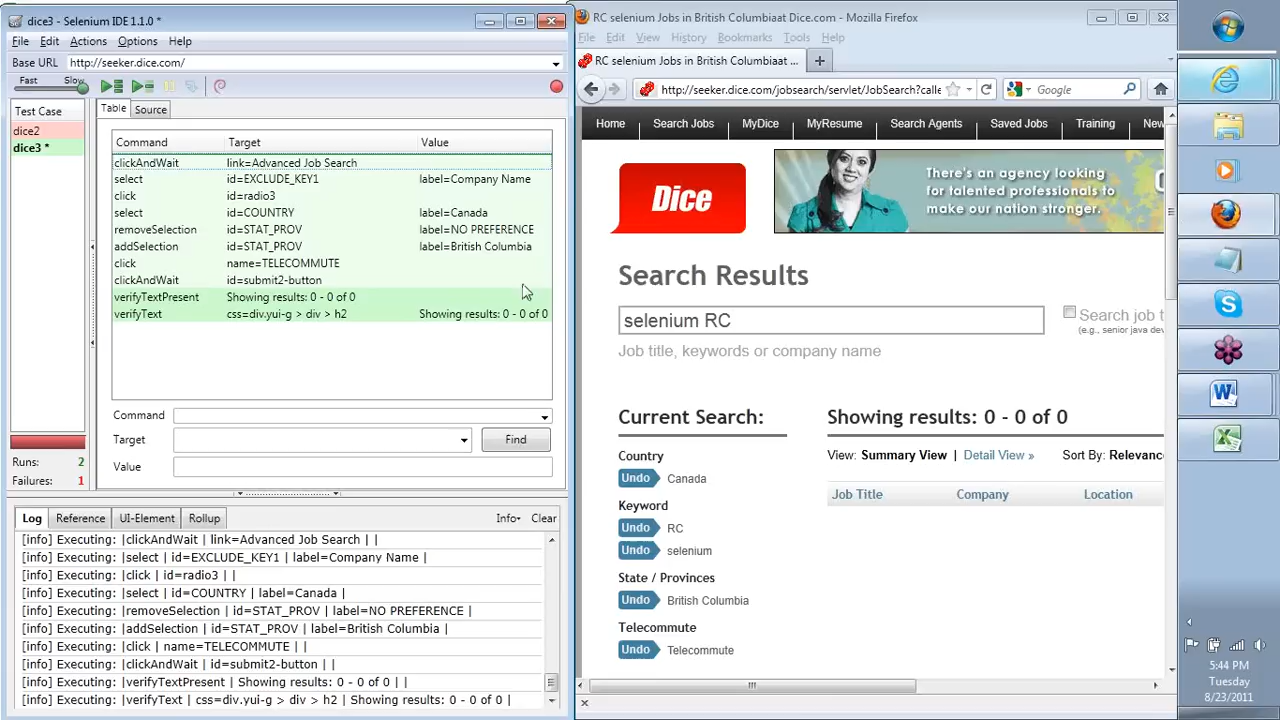 dice3 - Selenium IDE 1.1.0 *
File Edit Actions Options Help
Base URL http://seeker.dice.com/
Fast Slow
Test Case
dice2
dice3 *
Runs: 2
Failures: 1
Table Source
Command Target Value
clickAndWait link=Advanced Job Search
select id=EXCLUDE_KEY1 label=Company Name
click id=radio3
select id=COUNTRY label=Canada
removeSelection id=STAT_PROV label=NO PREFERENCE
addSelection id=STAT_PROV label=British Columbia
click name=TELECOMMUTE
clickAndWait id=submit2-button
verifyTextPresent Showing results: 0 - 0 of 0
verifyText css=div.yui-g > div > h2 Showing results: 0 - 0 of 0
Command
Target Find
Value
Log Reference UI-Element Rollup Info Clear
[info] Executing: |clickAndWait | link=Advanced Job Search | |
[info] Executing: |select | id=EXCLUDE_KEY1 | label=Company Name |
[info] Executing: |click | id=radio3 | |
[info] Executing: |select | id=COUNTRY | label=Canada |
[info] Executing: |removeSelection | id=STAT_PROV | label=NO PREFERENCE |
[info] Executing: |addSelection | id=STAT_PROV | label=British Columbia |
[info] Executing: |click | name=TELECOMMUTE | |
[info] Executing: |clickAndWait | id=submit2-button | |
[info] Executing: |verifyTextPresent | Showing results: 0 - 0 of 0 | |
[info] Executing: |verifyText | css=div.yui-g > div > h2 | Showing results: 0 - 0 of 0 |
RC selenium Jobs in British Columbiaat Dice.com - Mozilla Firefox
File Edit View History Bookmarks Tools Help
RC selenium Jobs in British Columbiaat Dice.com ...
http://seeker.dice.com/jobsearch/servlet/JobSearch?calle Google
Home Search Jobs MyDice MyResume Search Agents Saved Jobs Training New
Dice
There's an agency looking
for talented professionals to
make our nation stronger.
Search Results
selenium RC
Search job t
(e.g., senior java dev
Job title, keywords or company name
Current Search:
Country
Undo Canada
Keyword
Undo RC
Undo selenium
State / Provinces
Undo British Columbia
Telecommute
Undo Telecommute
Showing results: 0 - 0 of 0
View: Summary View | Detail View » Sort By: Relevanc
Job Title Company Location
5:44 PM
Tuesday
8/23/2011